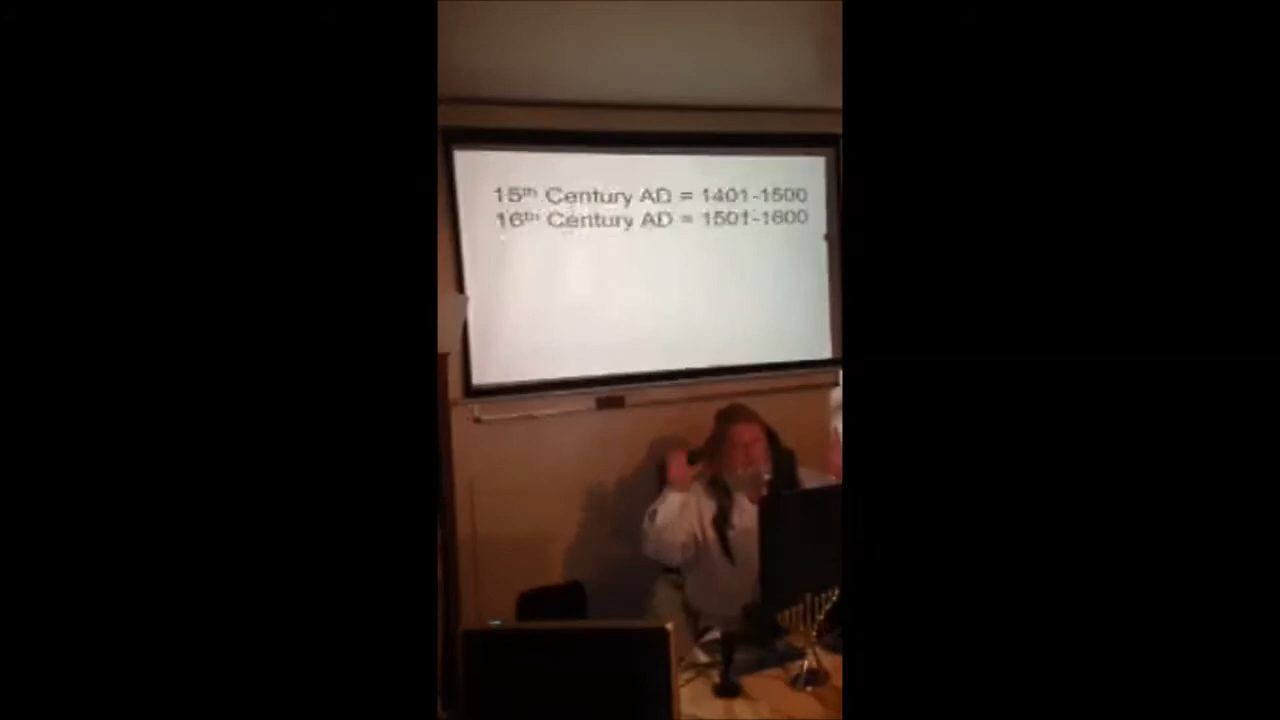 15th Century AD = 1401-1500
16th Century AD = 1501-1600